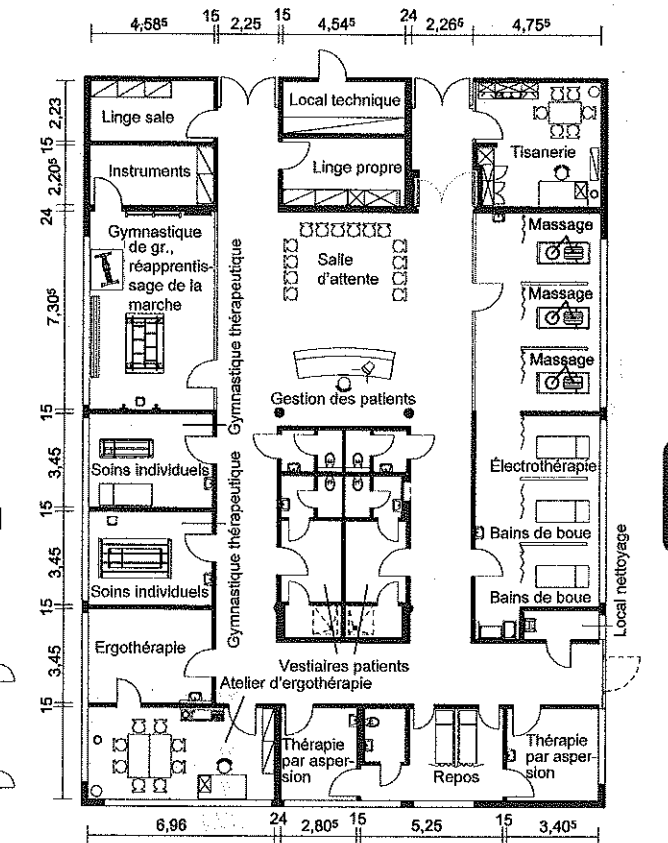 4,58⁵ 15 2,25 15 4,54⁵ 24 2,26⁵ 4,75⁵
2,23
15
2,20⁵
24
7,30⁵
15
3,45
15
3,45
15
3,45
15
Linge sale
Local technique
Tisanerie
Instruments
Linge propre
Gymnastique
de gr.,
réapprentis-
sage de la
marche
Gymnastique thérapeutique
Salle
d'attente
Massage
Massage
Massage
Gestion des patients
Soins individuels
Gymnastique thérapeutique
Électrothérapie
Bains de boue
Soins individuels
Bains de boue
Local nettoyage
Ergothérapie
Vestiaires patients
Atelier d'ergothérapie
Thérapie
par asper-
sion
Repos
Thérapie
par asper-
sion
6,96 24 2,80⁵ 15 5,25 15 3,40⁵